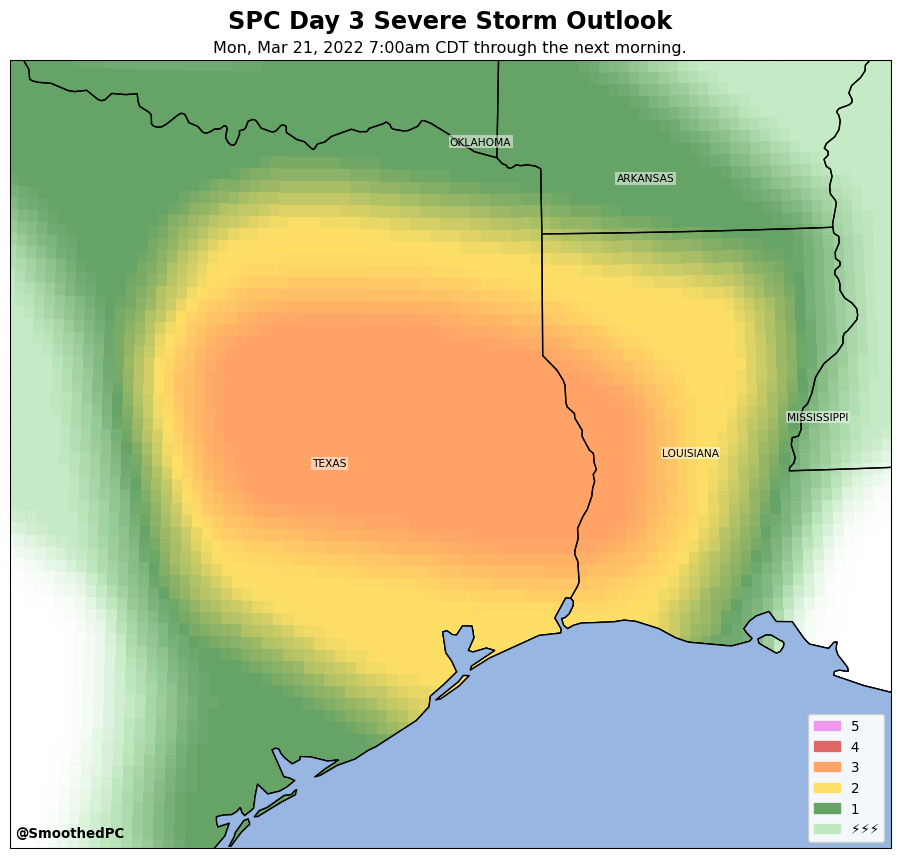 SPC Day 3 Severe Storm Outlook
Mon, Mar 21, 2022 7:00am CDT through the next morning.
OKLAHOMA
ARKANSAS
MISSISSIPPI
LOUISIANA
TEXAS
5
4
3
2
1
⚡⚡⚡
@SmoothedPC